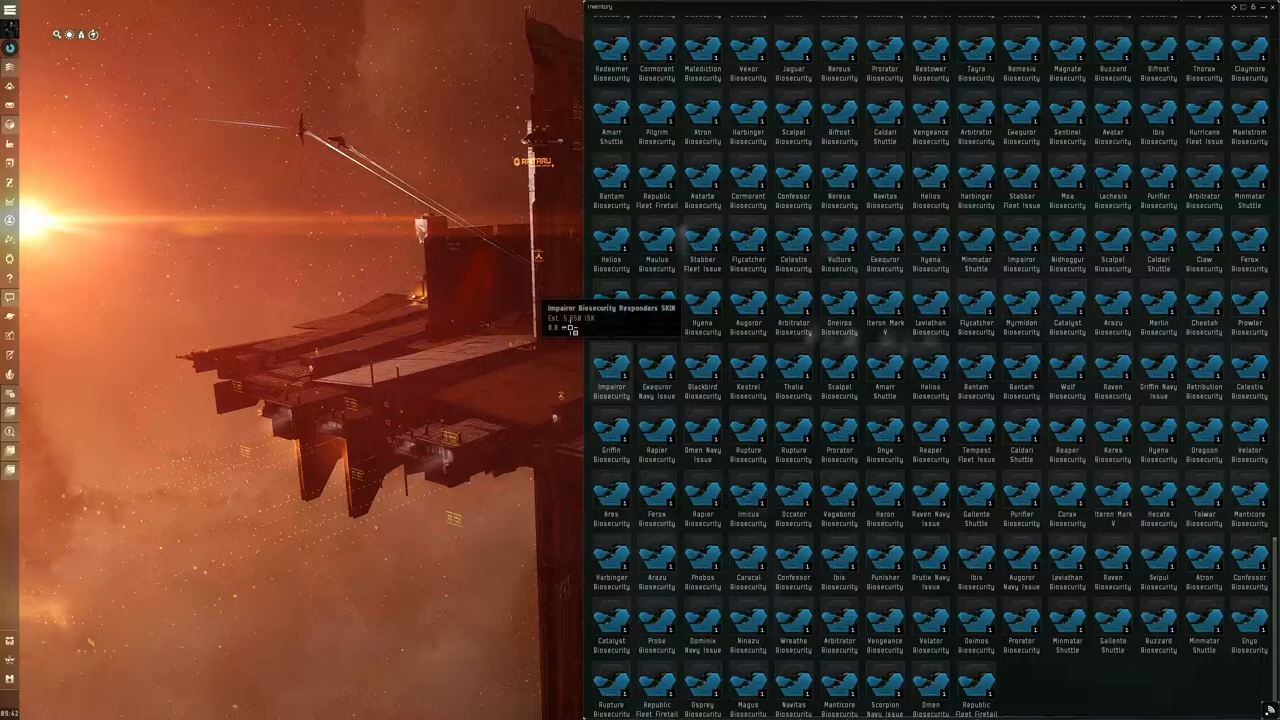 Inventory
Redeemer Cormorant Malediction Vexor Jaguar Nereus Prorator Bestower Tayra Nemesis Magnate Buzzard Bifrost Thorax Claymore
Biosecurity Biosecurity Biosecurity Biosecurity Biosecurity Biosecurity Biosecurity Biosecurity Biosecurity Biosecurity Biosecurity Biosecurity Biosecurity Biosecurity Biosecurity
Amarr Pilgrim Atron Harbinger Scalpel Bifrost Caldari Vengeance Arbitrator Exequror Sentinel Avatar Ibis Hurricane Maelstrom
Shuttle Biosecurity Biosecurity Biosecurity Biosecurity Biosecurity Shuttle Biosecurity Biosecurity Biosecurity Biosecurity Biosecurity Biosecurity Fleet Issue Biosecurity
RAITARU
Bantam Republic Astarte Cormorant Confessor Nereus Navitas Helios Harbinger Stabber Moa Lachesis Purifier Arbitrator Minmatar
Biosecurity Fleet Firetail Biosecurity Biosecurity Biosecurity Biosecurity Biosecurity Biosecurity Biosecurity Fleet Issue Biosecurity Biosecurity Biosecurity Biosecurity Shuttle
Helios Maulus Stabber Flycatcher Celestis Vulture Exequror Hyena Minmatar Impairor Nidhoggur Scalpel Caldari Claw Ferox
Biosecurity Biosecurity Fleet Issue Biosecurity Biosecurity Biosecurity Biosecurity Biosecurity Shuttle Biosecurity Biosecurity Biosecurity Shuttle Biosecurity Biosecurity
Impairor Biosecurity Responders SKIN
Est. 5,850 ISK
Hyena Augoror Arbitrator Oneiros Iteron Mark Leviathan Flycatcher Myrmidon Catalyst Arazu Merlin Cheetah Prowler
Biosecurity Biosecurity Biosecurity Biosecurity V Biosecurity Biosecurity Biosecurity Biosecurity Biosecurity Biosecurity Biosecurity Biosecurity
Impairor Exequror Blackbird Kestrel Thalia Scalpel Amarr Helios Bantam Bantam Wolf Raven Griffin Navy Retribution Celestis
Biosecurity Navy Issue Biosecurity Biosecurity Biosecurity Biosecurity Shuttle Biosecurity Biosecurity Biosecurity Biosecurity Biosecurity Issue Biosecurity Biosecurity
Griffin Rapier Omen Navy Rupture Rupture Prorator Onyx Reaper Tempest Caldari Reaper Keres Hyena Dragoon Velator
Biosecurity Biosecurity Issue Biosecurity Biosecurity Biosecurity Biosecurity Biosecurity Fleet Issue Shuttle Biosecurity Biosecurity Biosecurity Biosecurity Biosecurity
Ares Ferox Rapier Imicus Occator Vagabond Heron Raven Navy Gallente Purifier Corax Iteron Mark Hecate Talwar Manticore
Biosecurity Biosecurity Biosecurity Biosecurity Biosecurity Biosecurity Biosecurity Issue Shuttle Biosecurity Biosecurity V Biosecurity Biosecurity Biosecurity
Harbinger Arazu Phobos Caracal Confessor Ibis Punisher Brutix Navy Ibis Augoror Leviathan Raven Svipul Atron Confessor
Biosecurity Biosecurity Biosecurity Biosecurity Biosecurity Biosecurity Biosecurity Issue Biosecurity Navy Issue Biosecurity Biosecurity Biosecurity Biosecurity Biosecurity
Catalyst Probe Dominix Ninazu Wreathe Arbitrator Vengeance Velator Deimos Prorator Minmatar Gallente Buzzard Minmatar Enyo
Biosecurity Biosecurity Navy Issue Biosecurity Biosecurity Biosecurity Biosecurity Biosecurity Biosecurity Biosecurity Shuttle Shuttle Biosecurity Shuttle Biosecurity
Rupture Republic Osprey Magus Navitas Manticore Scorpion Omen Republic
Biosecurity Fleet Firetail Biosecurity Biosecurity Biosecurity Biosecurity Navy Issue Biosecurity Fleet Firetail
09:42